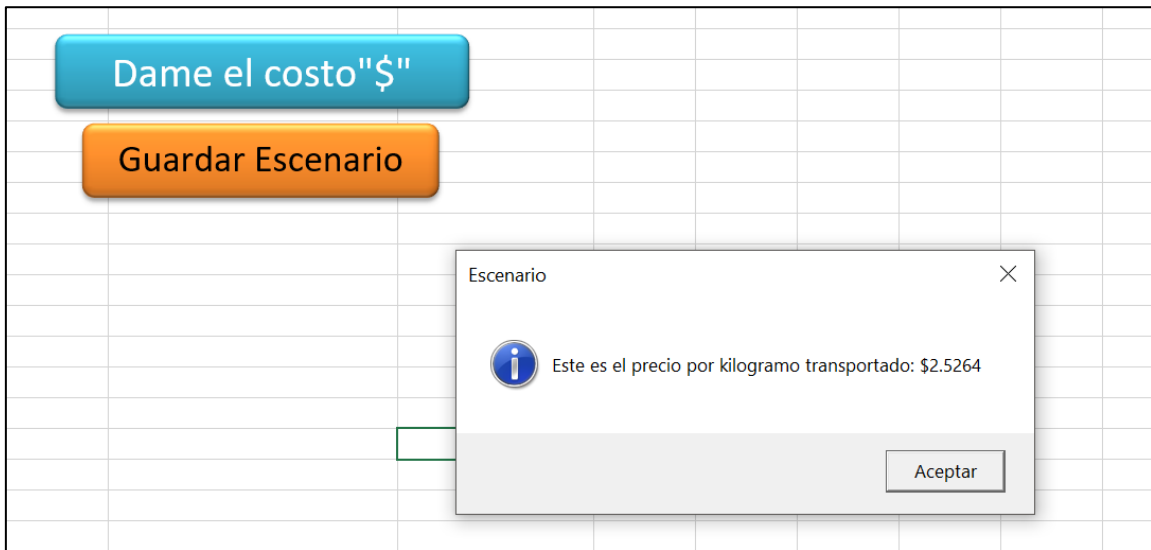 Dame el costo"$"
Guardar Escenario
Escenario
Este es el precio por kilogramo transportado: $2.5264
Aceptar